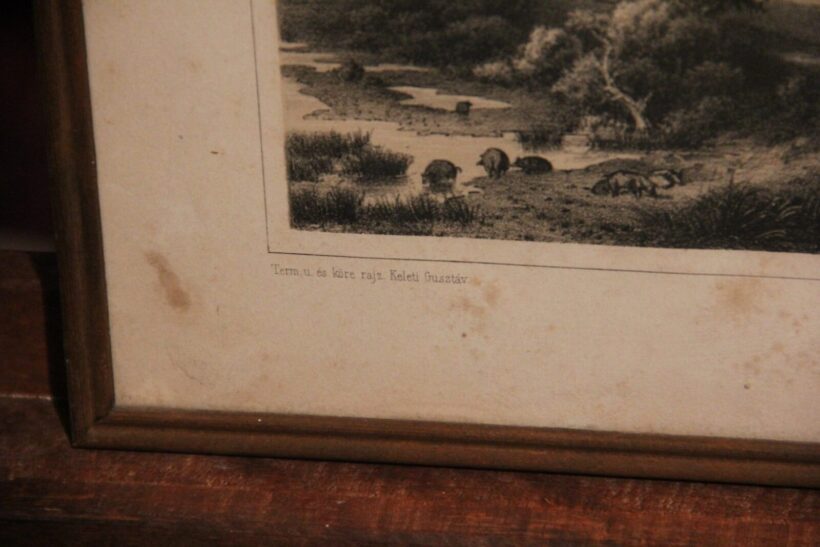 Term. u. és köre rajz. Keleti Gusztáv